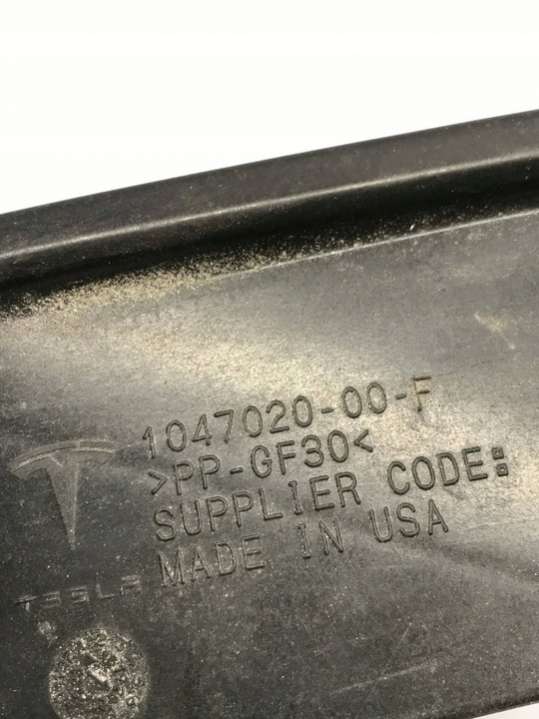 1047020-00-F
>PP-GF30<
SUPPLIER CODE:
MADE IN USA
TESLA